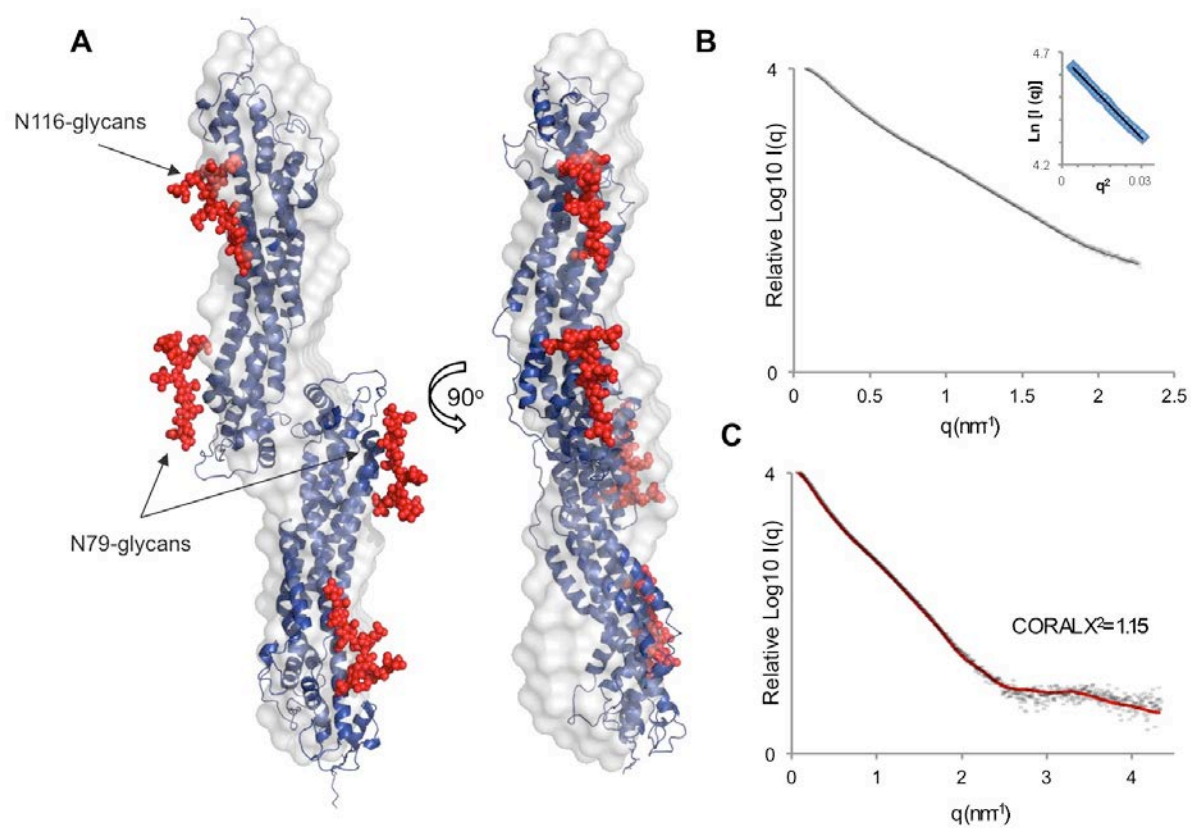 A
N116-glycans
N79-glycans
90º
B
4
Relative Log10 I(q)
0
0
0.5
1
1.5
2
2.5
q(nm-1)
4.7
Ln [I (q)]
4.2
0
q2
0.03
C
4
Relative Log10 I(q)
0
CORALX2=1.15
0
1
2
3
4
q(nm-1)